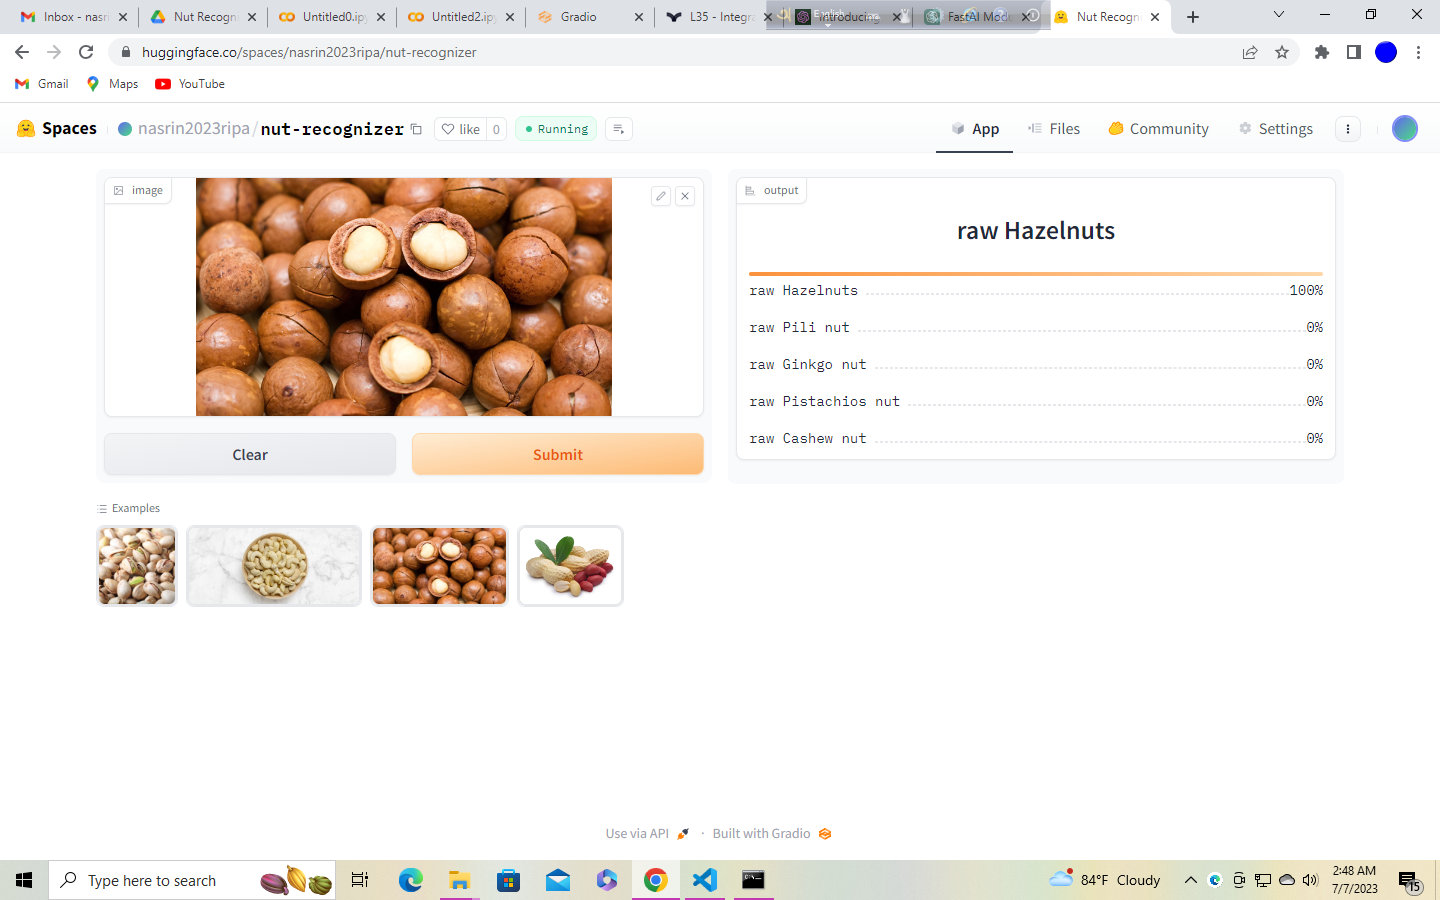 Inbox - nasri
Nut Recogn
Untitled0.ip
Untitled2.ip
Gradio
L35 - Integr
Introducing
English
FastAI Mod
Nut Recogn
huggingface.co/spaces/nasrin2023ripa/nut-recognizer
Gmail
Maps
YouTube
Spaces
nasrin2023ripa/nut-recognizer
like 0
Running
App
Files
Community
Settings
image
output
raw Hazelnuts
raw Hazelnuts 100%
raw Pili nut 0%
raw Ginkgo nut 0%
raw Pistachios nut 0%
raw Cashew nut 0%
Clear
Submit
Examples
Use via API · Built with Gradio
Type here to search
84°F Cloudy
2:48 AM
7/7/2023
15